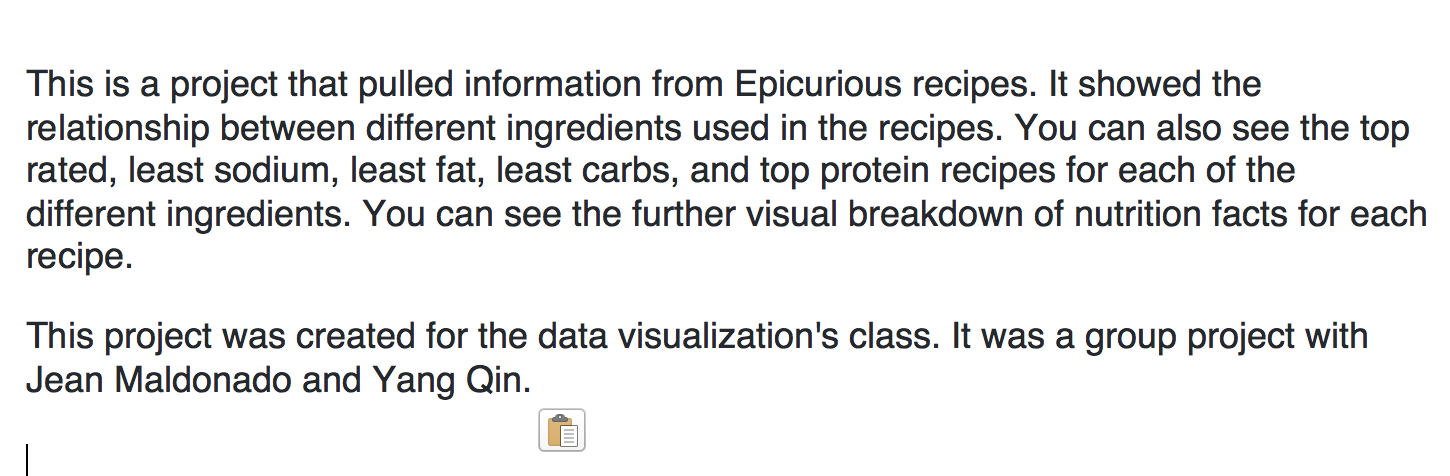 This is a project that pulled information from Epicurious recipes. It showed the
relationship between different ingredients used in the recipes. You can also see the top
rated, least sodium, least fat, least carbs, and top protein recipes for each of the
different ingredients. You can see the further visual breakdown of nutrition facts for each
recipe.
This project was created for the data visualization's class. It was a group project with
Jean Maldonado and Yang Qin.